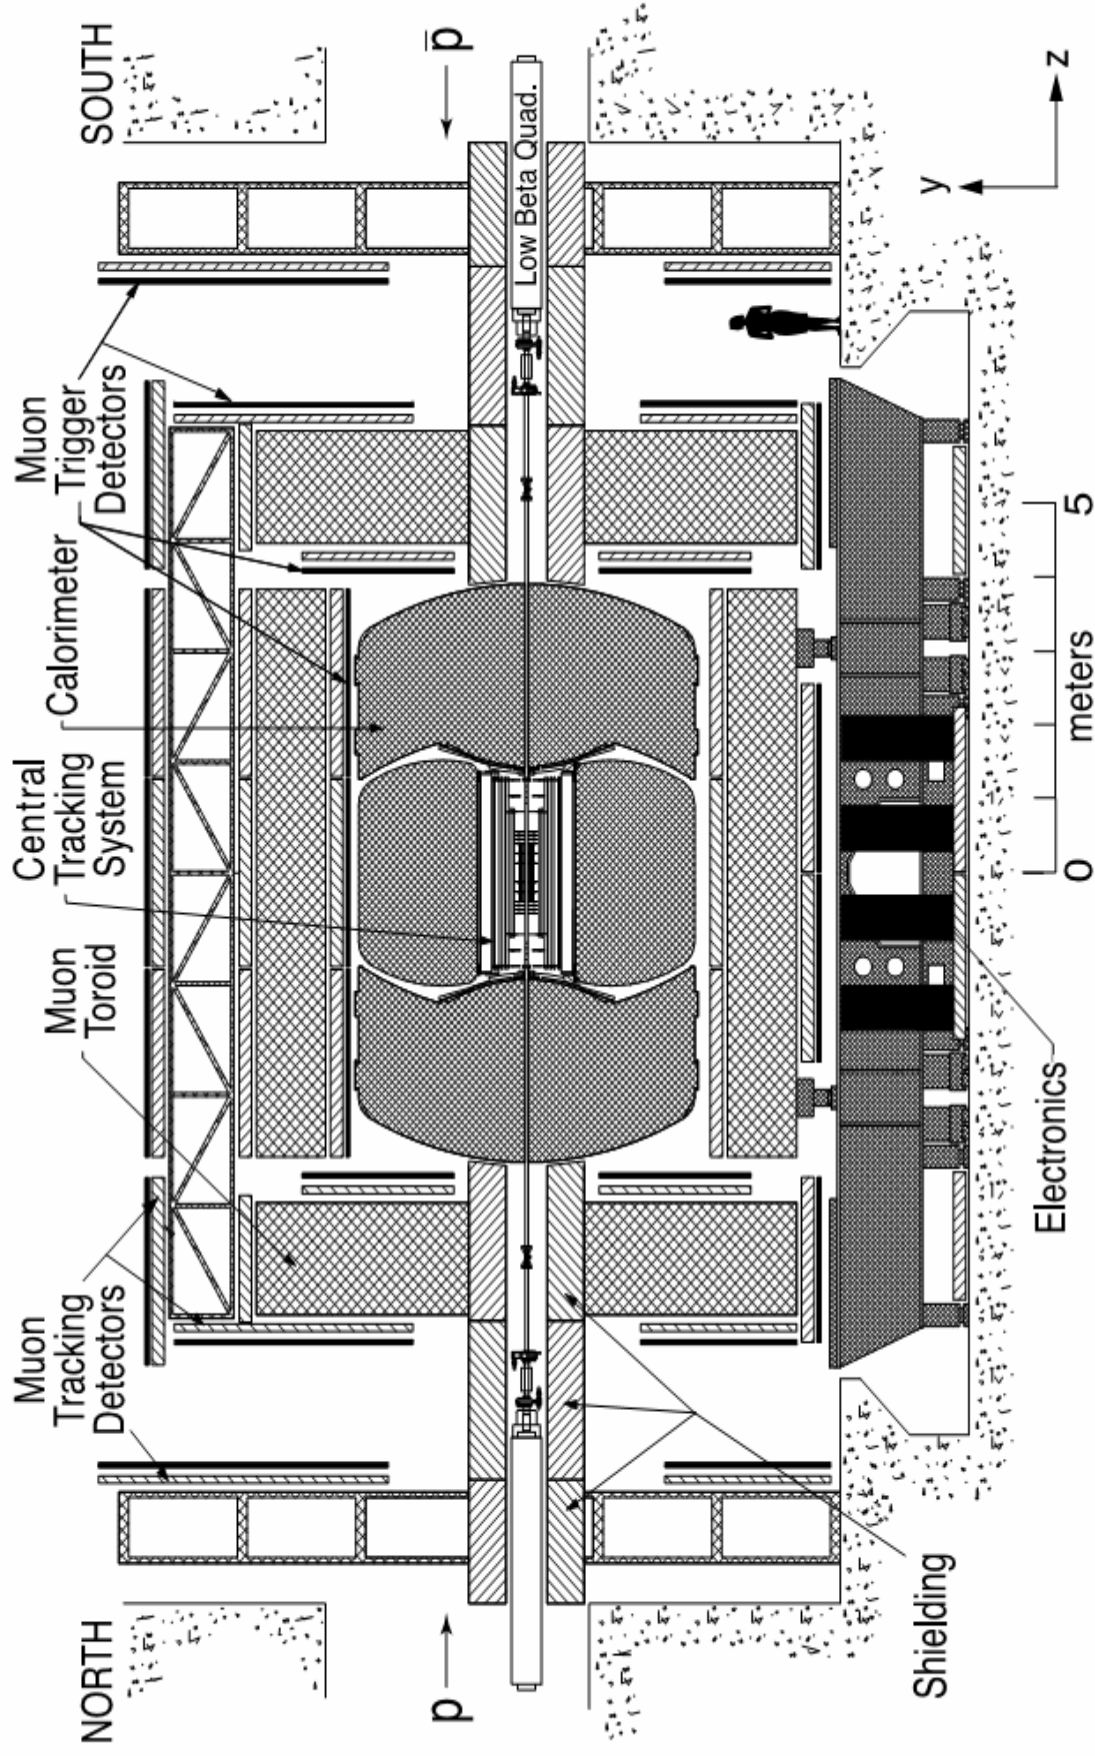 NORTH
SOUTH
Muon
Tracking
Detectors
Muon
Toroid
Central
Tracking
System
Calorimeter
Muon
Trigger
Detectors
p
p̅
Low Beta Quad.
y
z
Shielding
Electronics
0
meters
5